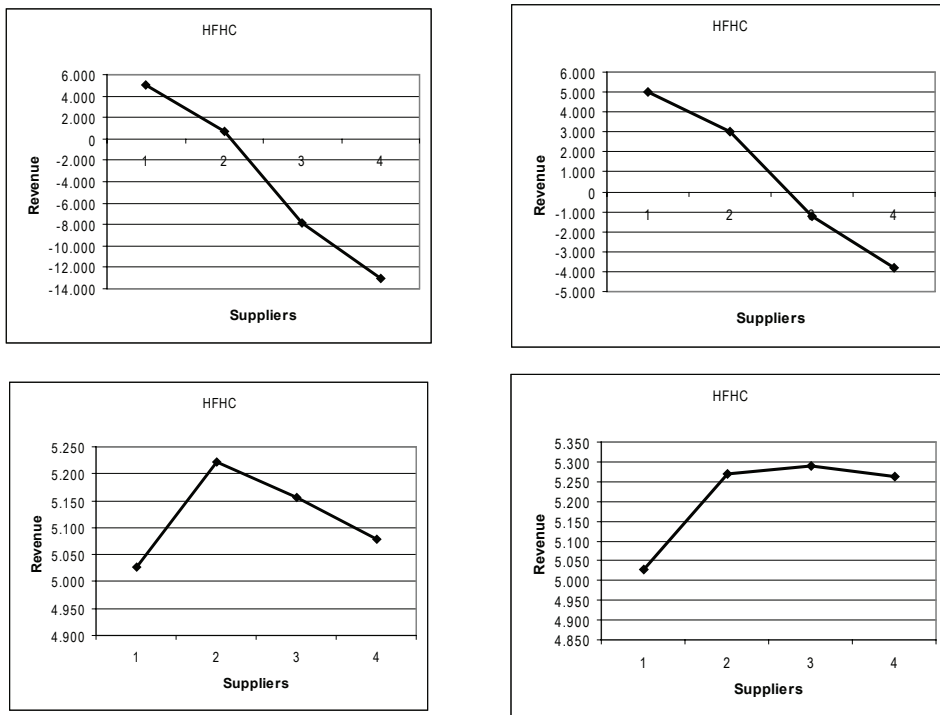 HFHC
6.000
4.000
2.000
0
-2.000
-4.000
-6.000
-8.000
-10.000
-12.000
-14.000
1 2 3 4
Revenue
Suppliers
HFHC
6.000
5.000
4.000
3.000
2.000
1.000
0
-1.000
-2.000
-3.000
-4.000
-5.000
1 2 3 4
Revenue
Suppliers
HFHC
5.250
5.200
5.150
5.100
5.050
5.000
4.950
4.900
1 2 3 4
Revenue
Suppliers
HFHC
5.350
5.300
5.250
5.200
5.150
5.100
5.050
5.000
4.950
4.900
4.850
1 2 3 4
Revenue
Suppliers